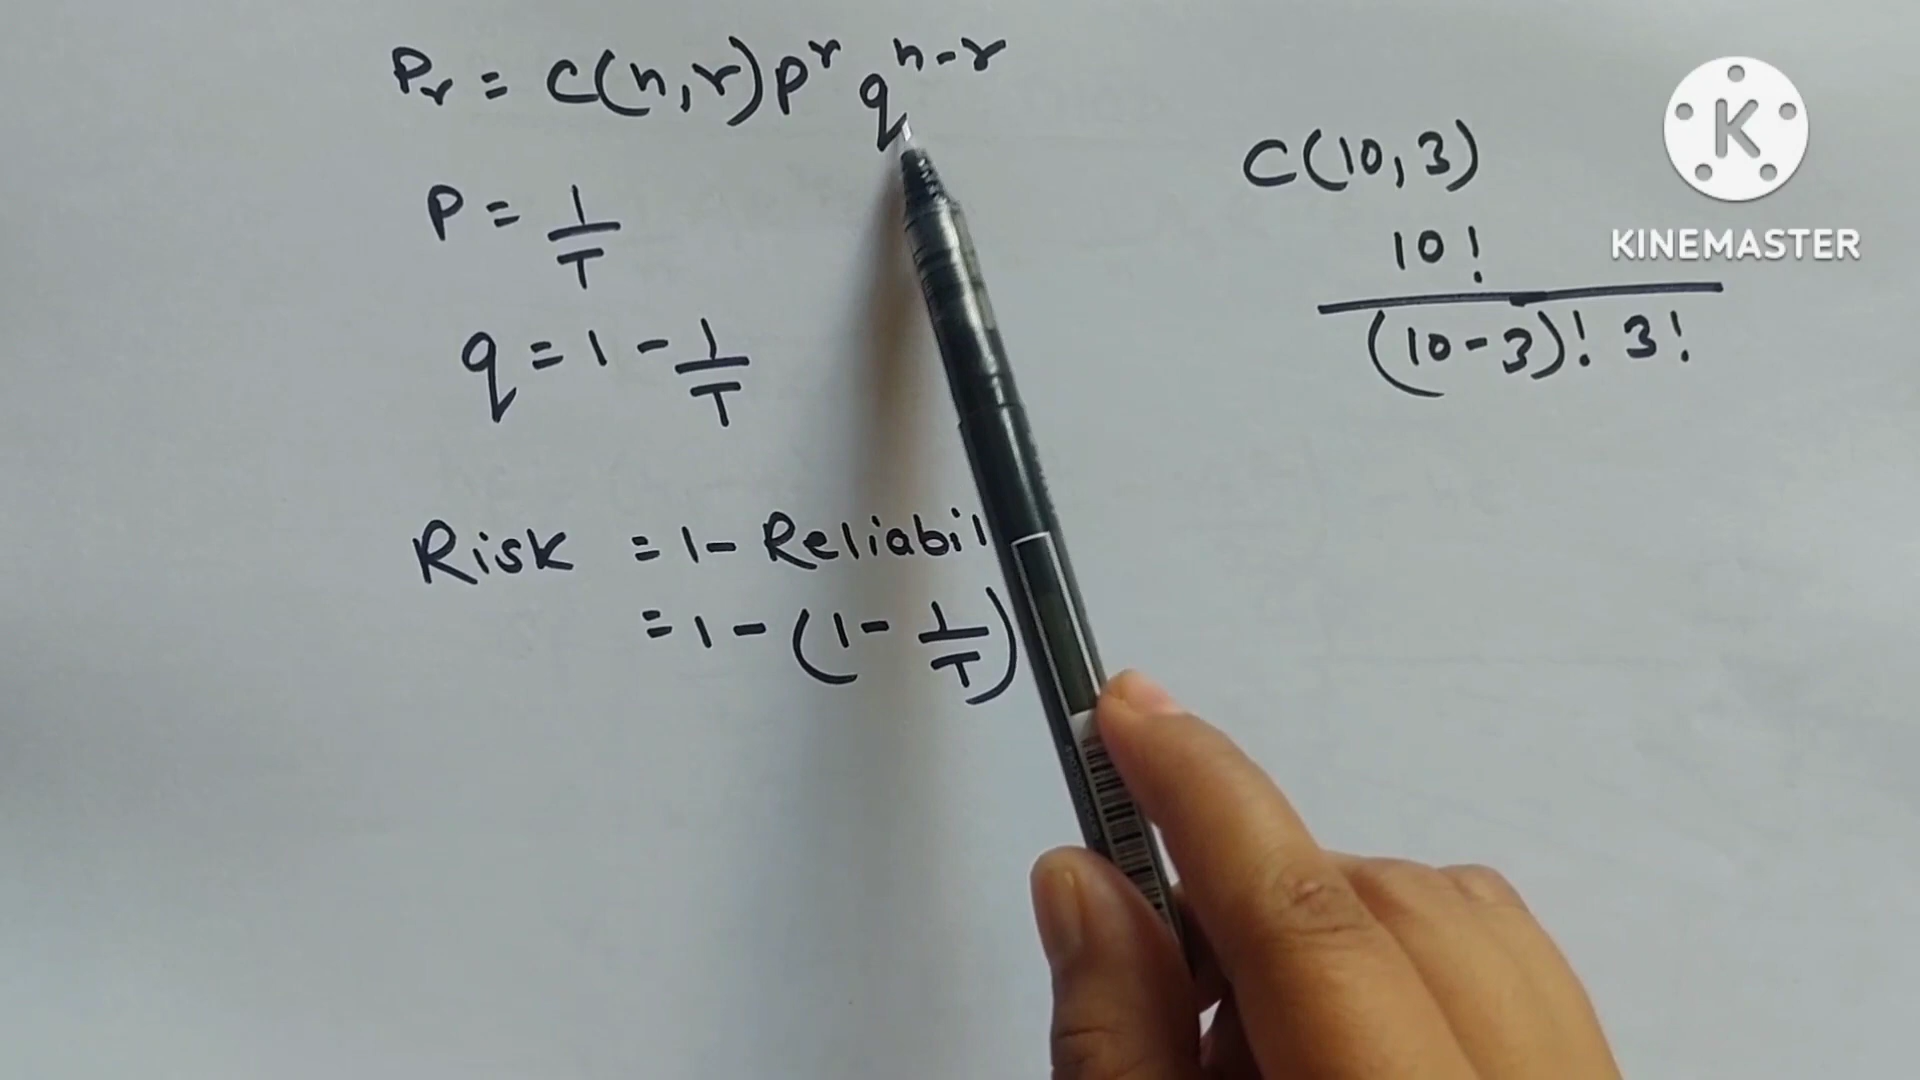 Pr = C(n,r) P^r q^n-r
P = 1/T
q = 1 - 1/T
Risk = 1 - Reliabil
= 1 - (1 - 1/T)
C(10,3)
10!
(10-3)! 3!
K
KINEMASTER